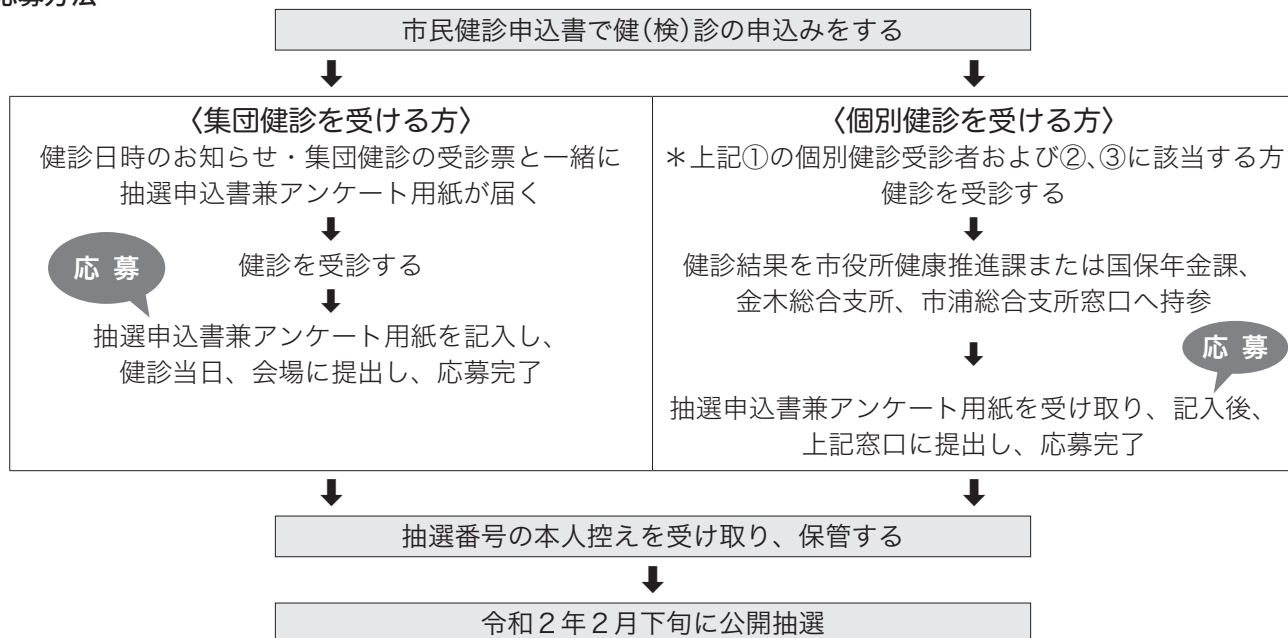 応募方法
市民健診申込書で健(検)診の申込みをする
〈集団健診を受ける方〉
健診日時のお知らせ・集団健診の受診票と一緒に
抽選申込書兼アンケート用紙が届く
健診を受診する
応 募
抽選申込書兼アンケート用紙を記入し、
健診当日、会場に提出し、応募完了
〈個別健診を受ける方〉
＊上記①の個別健診受診者および②、③に該当する方
健診を受診する
健診結果を市役所健康推進課または国保年金課、
金木総合支所、市浦総合支所窓口へ持参
応 募
抽選申込書兼アンケート用紙を受け取り、記入後、
上記窓口に提出し、応募完了
抽選番号の本人控えを受け取り、保管する
令和２年２月下旬に公開抽選